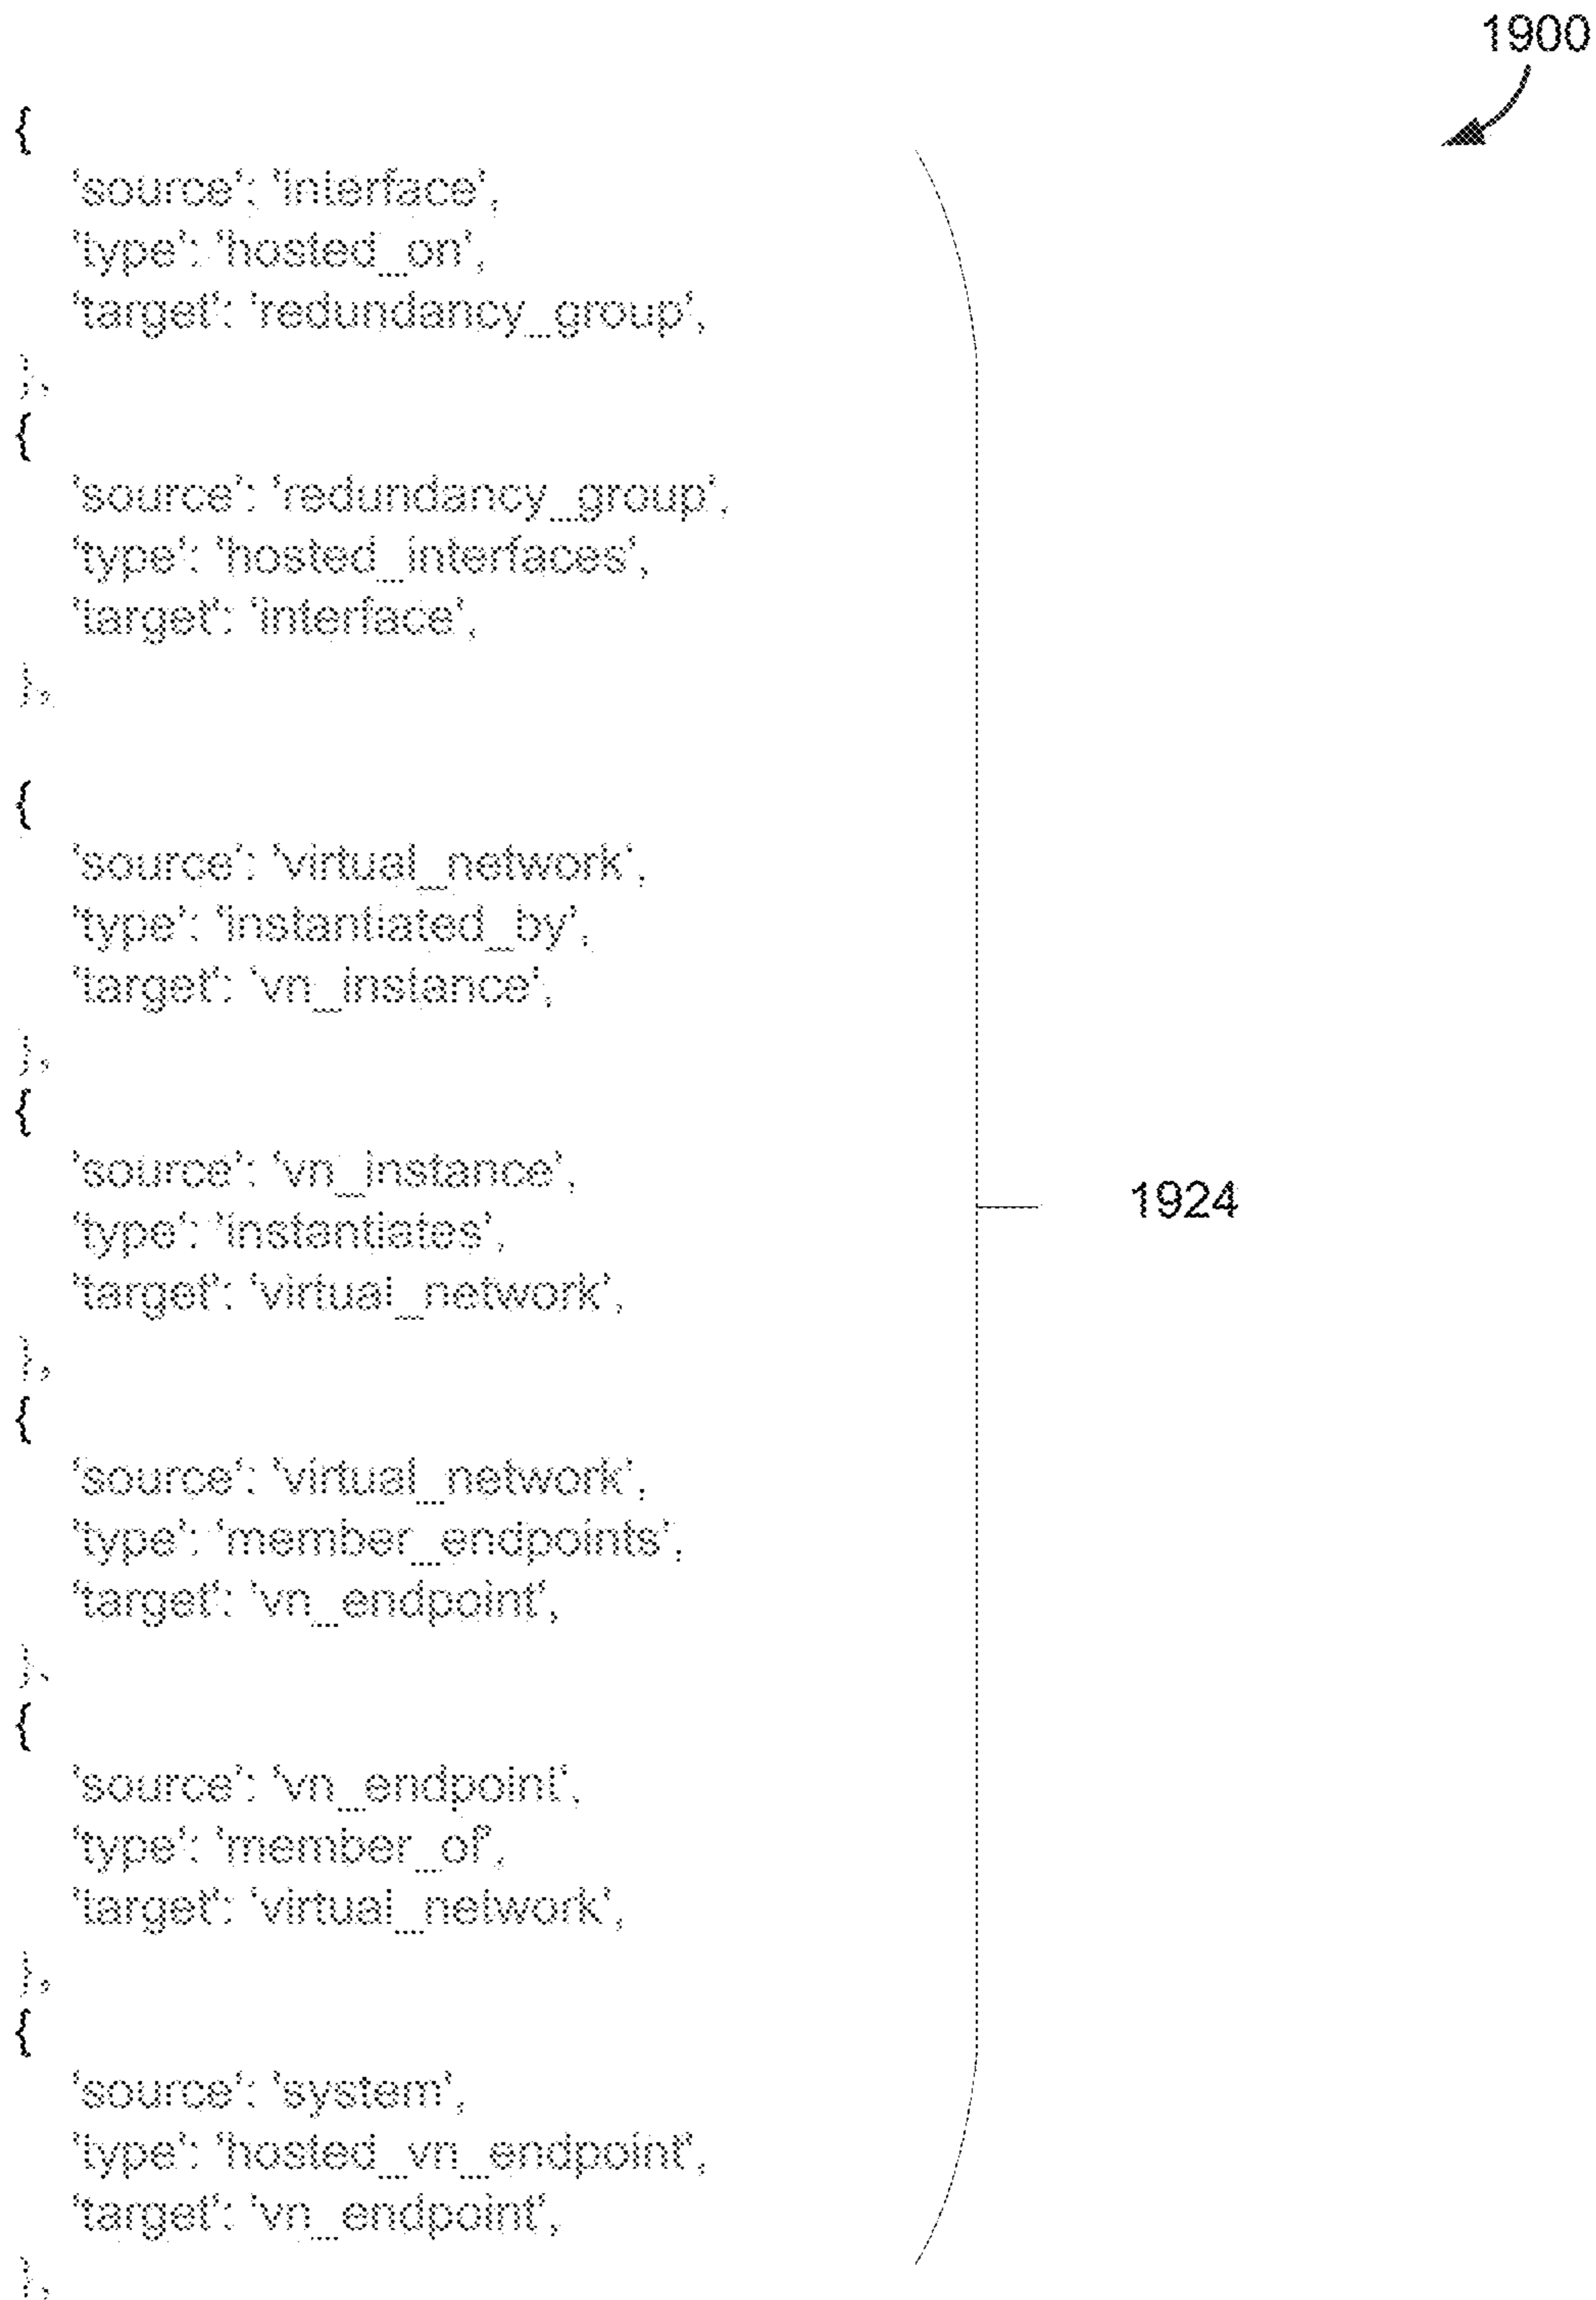 1900
{
‘source’: ‘interface’,
‘type’: ‘hosted_on’,
‘target’: ‘redundancy_group’,
},
{
‘source’: ‘redundancy_group’,
‘type’: ‘hosted_interfaces’,
‘target’: ‘interface’,
},
{
‘source’: ‘virtual_network’,
‘type’: ‘instantiated_by’,
‘target’: ‘vn_instance’,
},
{
‘source’: ‘vn_instance’,
‘type’: ‘instantiates’,
‘target’: ‘virtual_network’,
},
1924
{
‘source’: ‘virtual_network’,
‘type’: ‘member_endpoints’,
‘target’: ‘vn_endpoint’,
},
{
‘source’: ‘vn_endpoint’,
‘type’: ‘member_of’,
‘target’: ‘virtual_network’,
},
{
‘source’: ‘system’,
‘type’: ‘hosted_vn_endpoint’,
‘target’: ‘vn_endpoint’,
},